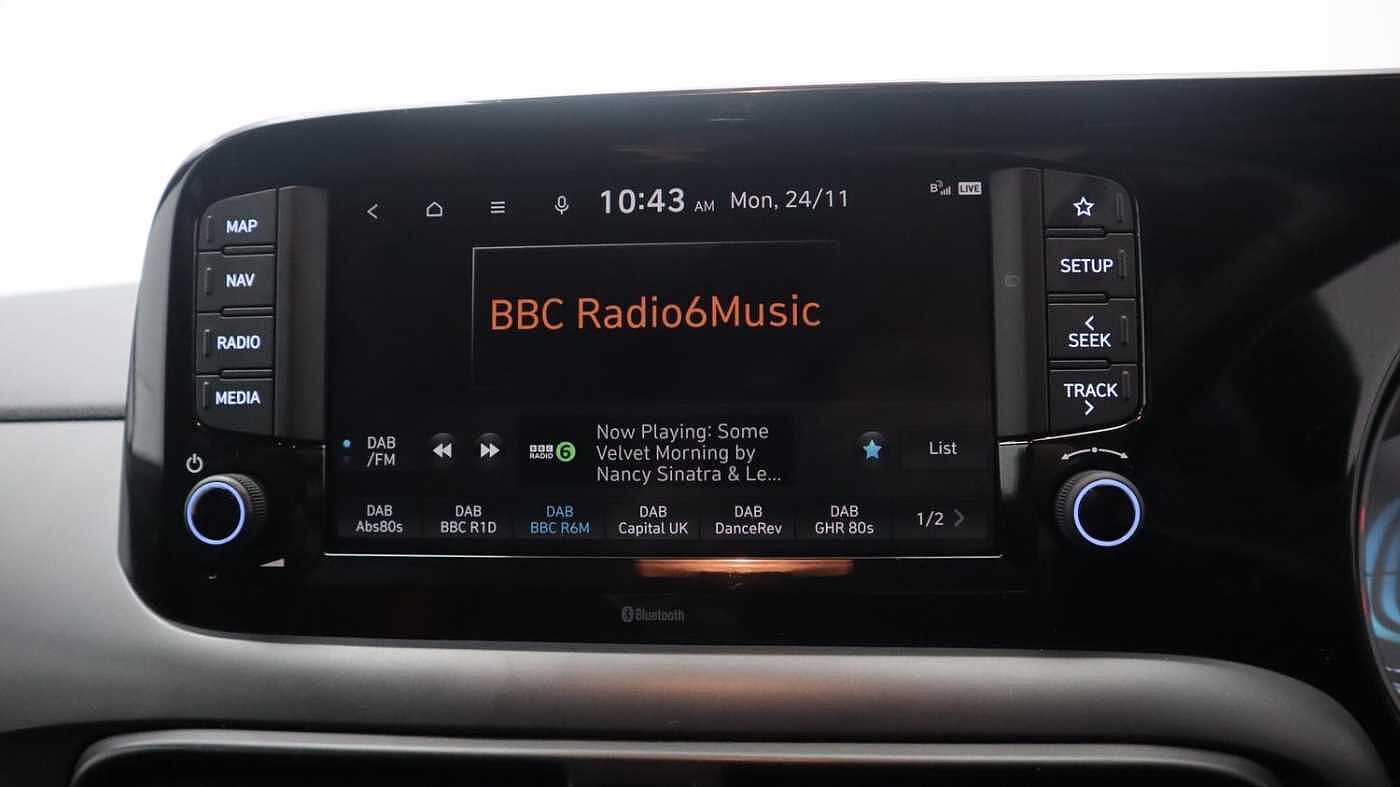 10:43 AM Mon, 24/11
B LIVE
MAP
NAV
RADIO
MEDIA
SETUP
SEEK
TRACK
BBC Radio6Music
DAB
/FM
BBC
RADIO 6
Now Playing: Some
Velvet Morning by
Nancy Sinatra & Le...
List
DAB
Abs80s
DAB
BBC R1D
DAB
BBC R6M
DAB
Capital UK
DAB
DanceRev
DAB
GHR 80s
1/2
Bluetooth